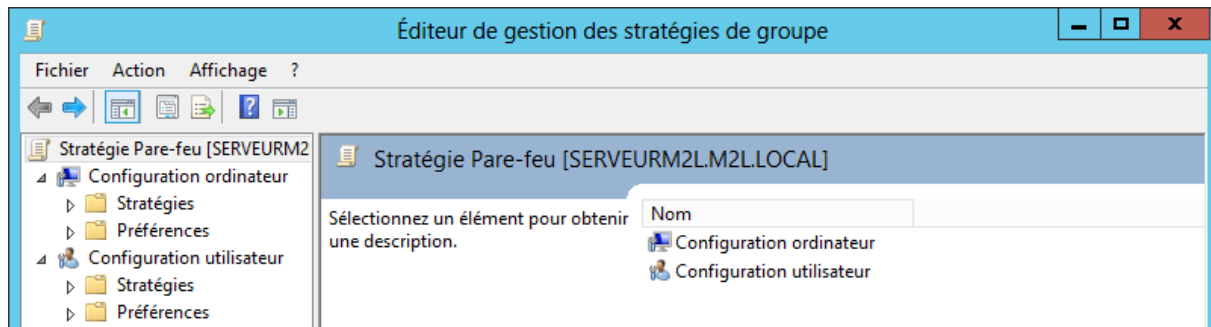 Éditeur de gestion des stratégies de groupe
Fichier Action Affichage ?
Stratégie Pare-feu [SERVEURM2
Configuration ordinateur
Stratégies
Préférences
Configuration utilisateur
Stratégies
Préférences
Stratégie Pare-feu [SERVEURM2L.M2L.LOCAL]
Sélectionnez un élément pour obtenir
une description.
Nom
Configuration ordinateur
Configuration utilisateur